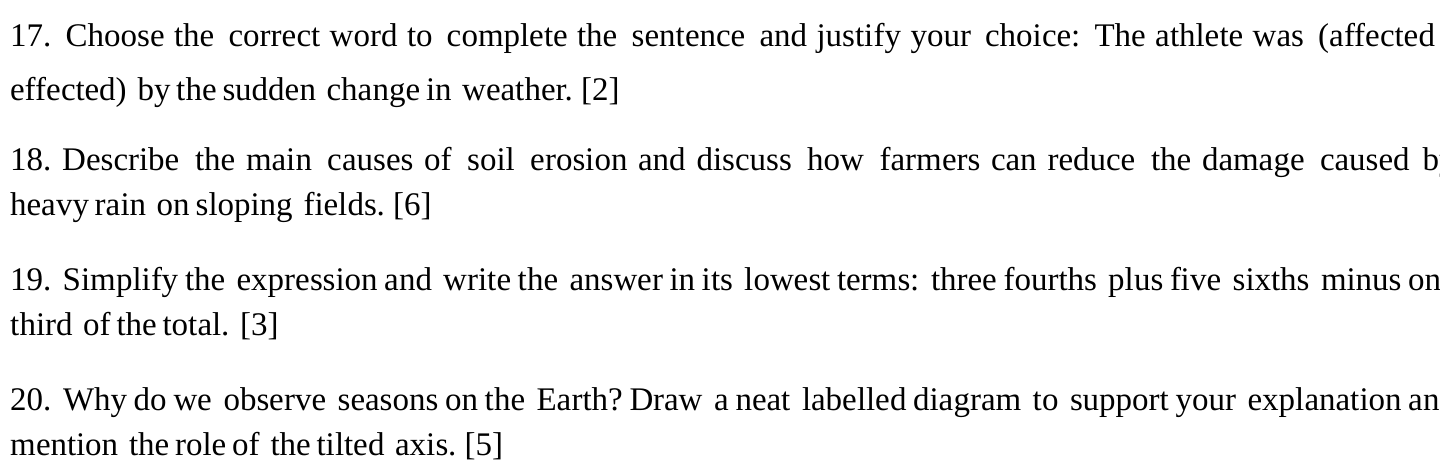 17. Choose the correct word to complete the sentence and justify your choice: The athlete was (affected
effected) by the sudden change in weather. [2]
18. Describe the main causes of soil erosion and discuss how farmers can reduce the damage caused by
heavy rain on sloping fields. [6]
19. Simplify the expression and write the answer in its lowest terms: three fourths plus five sixths minus on
third of the total. [3]
20. Why do we observe seasons on the Earth? Draw a neat labelled diagram to support your explanation an
mention the role of the tilted axis. [5]